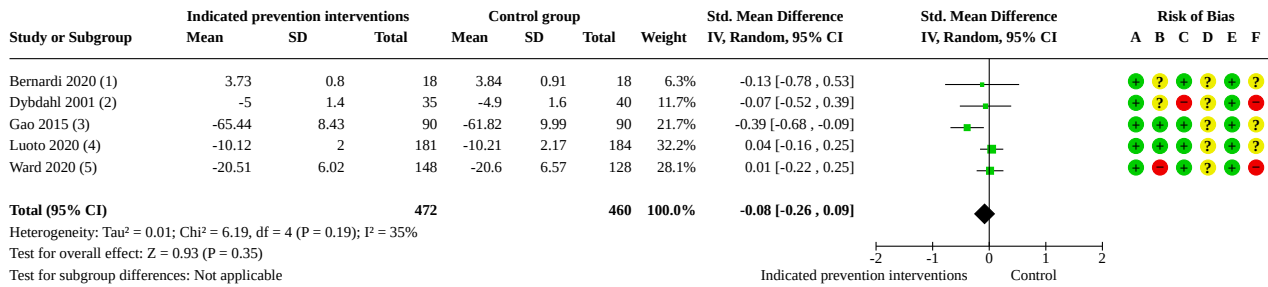 Indicated prevention interventions Control group Std. Mean Difference Std. Mean Difference Risk of Bias
Study or Subgroup Mean SD Total Mean SD Total Weight IV, Random, 95% CI IV, Random, 95% CI A B C D E F
Bernardi 2020 (1) 3.73 0.8 18 3.84 0.91 18 6.3% -0.13 [-0.78 , 0.53] + ? + ? + ?
Dybdahl 2001 (2) -5 1.4 35 -4.9 1.6 40 11.7% -0.07 [-0.52 , 0.39] + ? − ? + −
Gao 2015 (3) -65.44 8.43 90 -61.82 9.99 90 21.7% -0.39 [-0.68 , -0.09] + + + ? + ?
Luoto 2020 (4) -10.12 2 181 -10.21 2.17 184 32.2% 0.04 [-0.16 , 0.25] + + + ? + ?
Ward 2020 (5) -20.51 6.02 148 -20.6 6.57 128 28.1% 0.01 [-0.22 , 0.25] + − + ? + −
Total (95% CI) 472 460 100.0% -0.08 [-0.26 , 0.09]
Heterogeneity: Tau² = 0.01; Chi² = 6.19, df = 4 (P = 0.19); I² = 35%
Test for overall effect: Z = 0.93 (P = 0.35)
-2 -1 0 1 2
Test for subgroup differences: Not applicable
Indicated prevention interventions Control